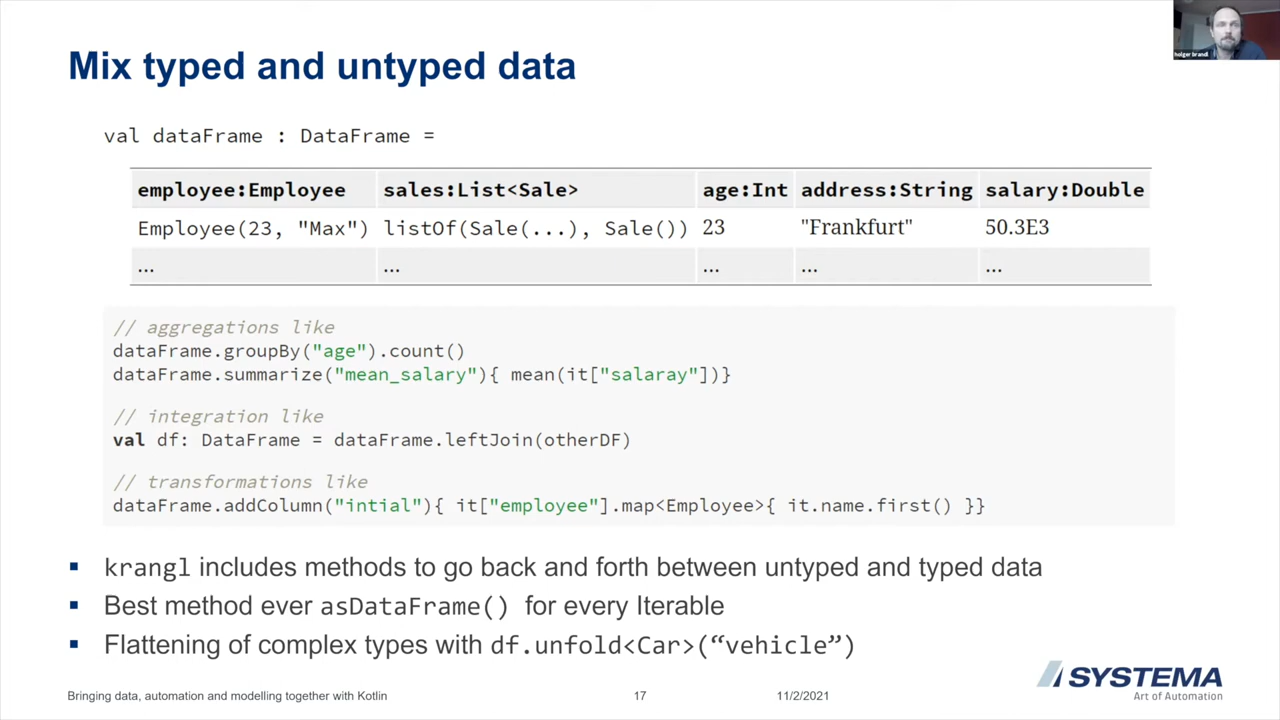 holger brandl
Mix typed and untyped data
val dataFrame : DataFrame =
employee:Employee sales:List<Sale> age:Int address:String salary:Double
Employee(23, "Max") listOf(Sale(...), Sale()) 23 "Frankfurt" 50.3E3
... ... ... ... ...
// aggregations like
dataFrame.groupBy("age").count()
dataFrame.summarize("mean_salary"){ mean(it["salaray"])}
// integration like
val df: DataFrame = dataFrame.leftJoin(otherDF)
// transformations like
dataFrame.addColumn("intial"){ it["employee"].map<Employee>{ it.name.first() }}
▪ krangl includes methods to go back and forth between untyped and typed data
▪ Best method ever asDataFrame() for every Iterable
▪ Flattening of complex types with df.unfold<Car>(“vehicle”)
SYSTEMA
Art of Automation
Bringing data, automation and modelling together with Kotlin 17 11/2/2021